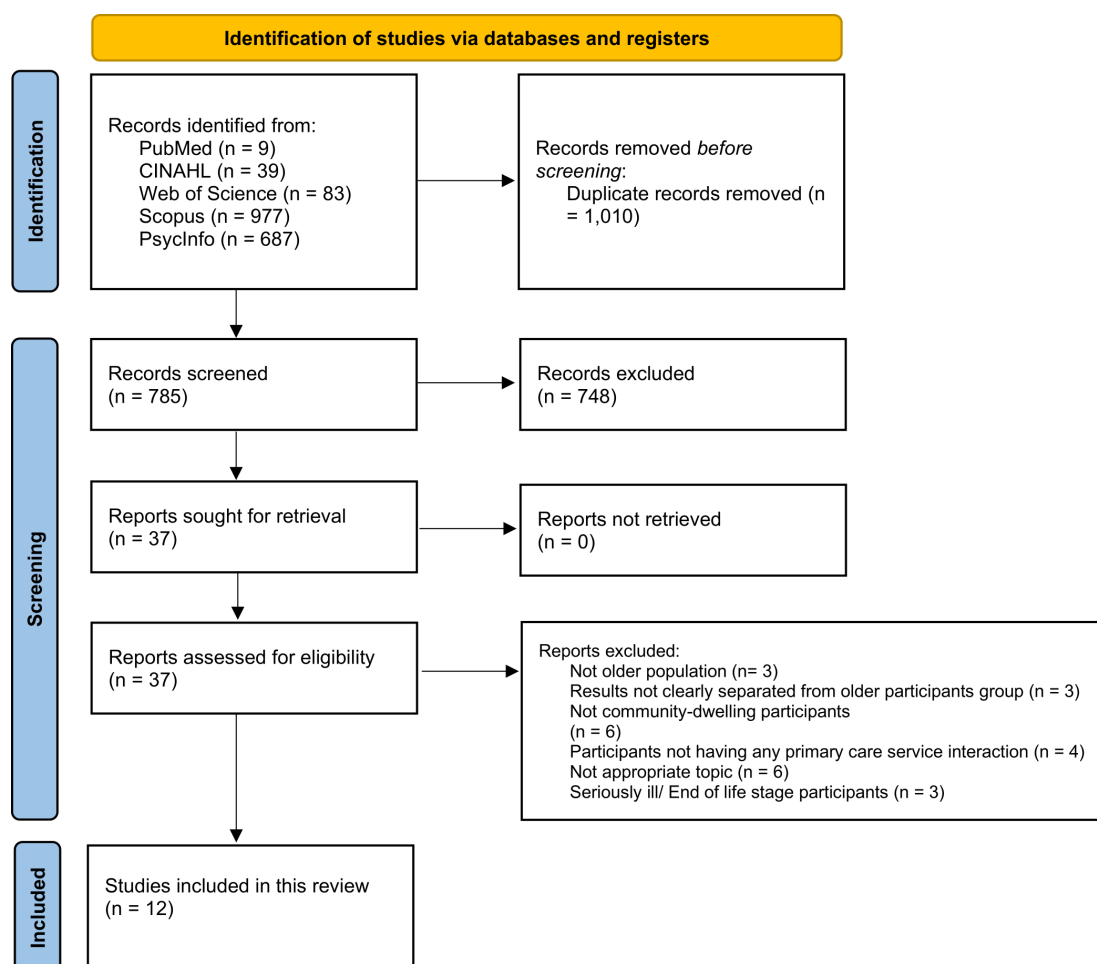 Identification of studies via databases and registers
Identification
Records identified from:
PubMed (n = 9)
CINAHL (n = 39)
Web of Science (n = 83)
Scopus (n = 977)
PsycInfo (n = 687)
Records removed before
screening:
Duplicate records removed (n
= 1,010)
Screening
Records screened
(n = 785)
Records excluded
(n = 748)
Reports sought for retrieval
(n = 37)
Reports not retrieved
(n = 0)
Reports assessed for eligibility
(n = 37)
Reports excluded:
Not older population (n= 3)
Results not clearly separated from older participants group (n = 3)
Not community-dwelling participants
(n = 6)
Participants not having any primary care service interaction (n = 4)
Not appropriate topic (n = 6)
Seriously ill/ End of life stage participants (n = 3)
Included
Studies included in this review
(n = 12)